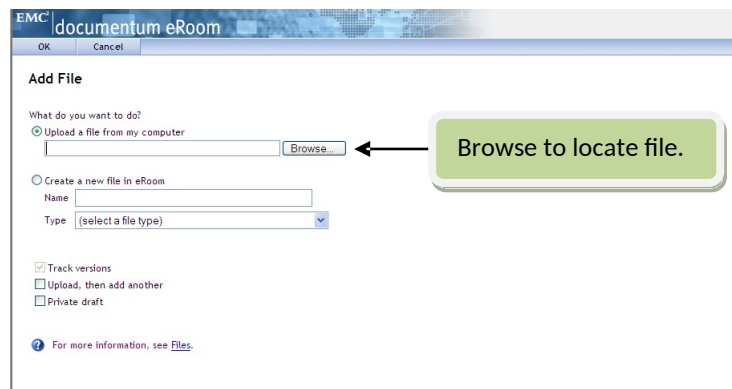 EMC² documentum eRoom
OK Cancel
Add File
What do you want to do?
Upload a file from my computer
Browse...
Browse to locate file.
Create a new file in eRoom
Name
Type (select a file type)
Track versions
Upload, then add another
Private draft
For more information, see Files.